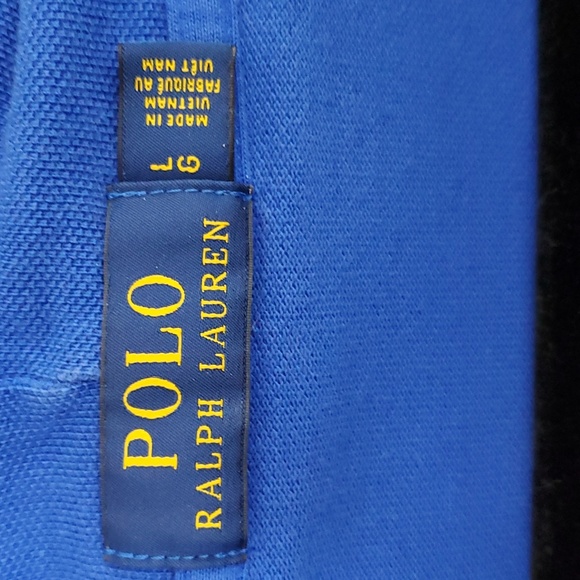 POLO
RALPH LAUREN
L
G
MADE IN
VIETNAM
FABRIQUÉ AU
VIÊT NAM